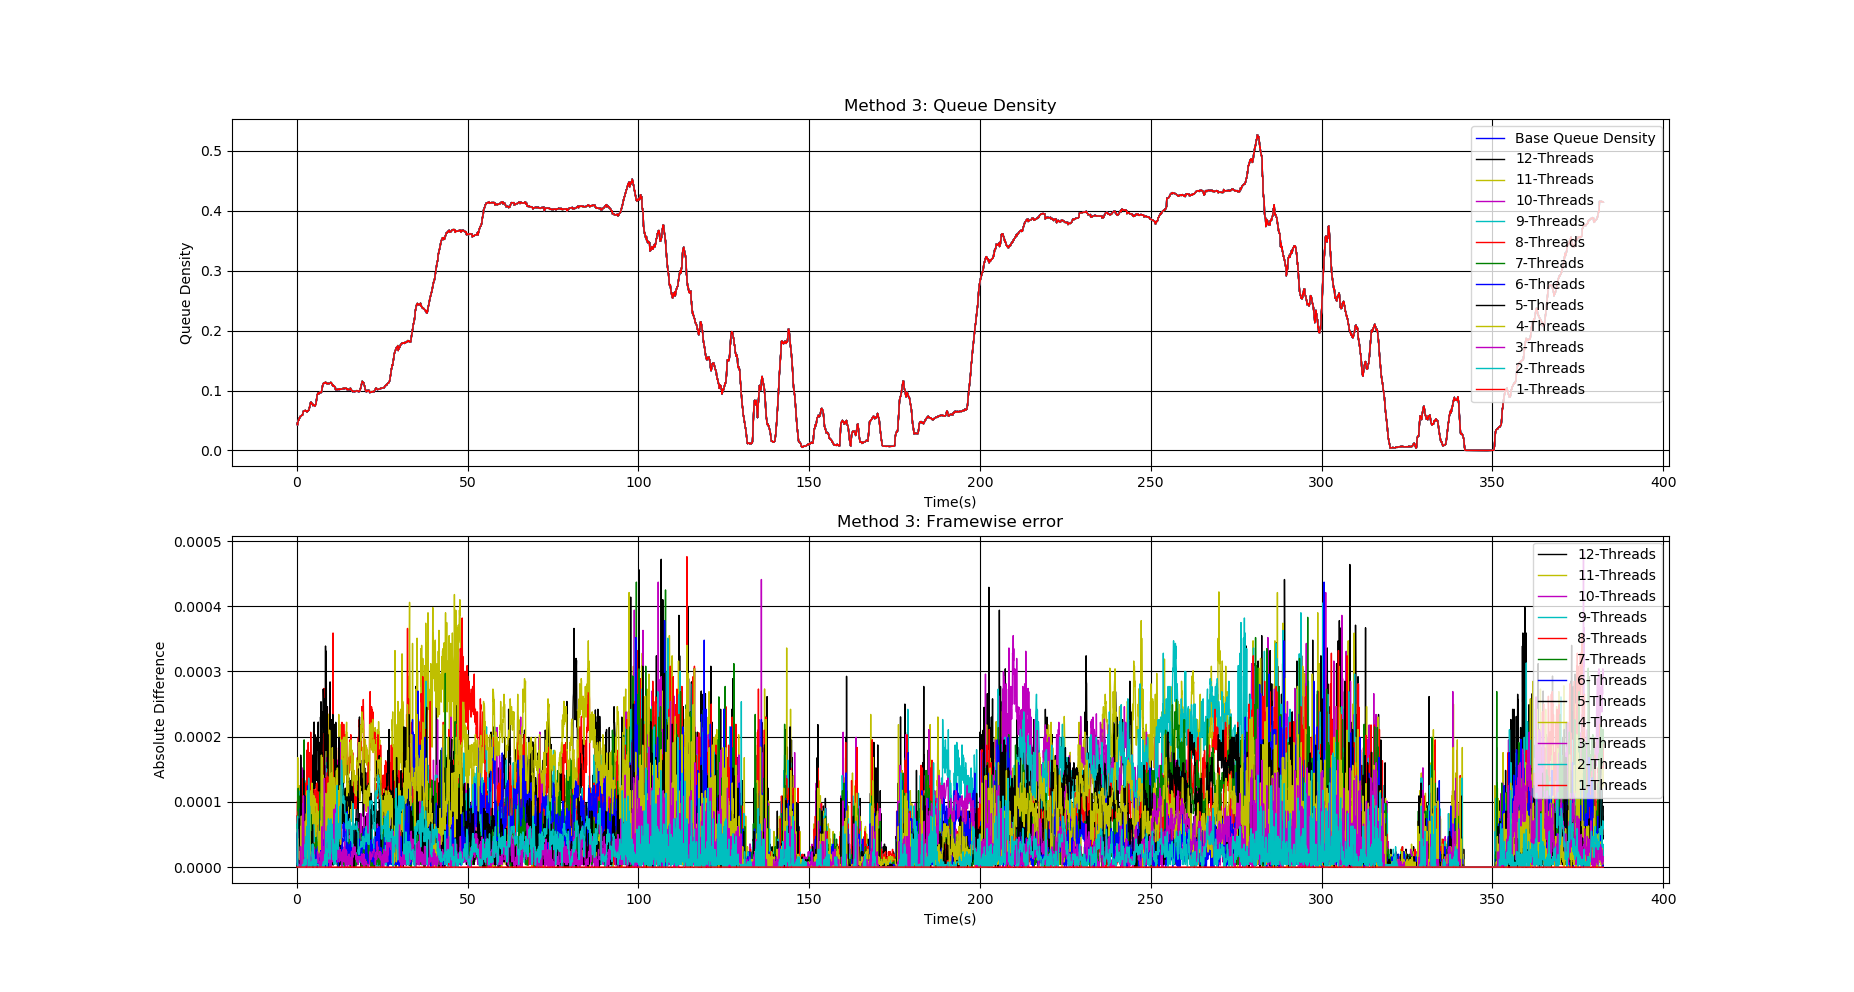 Method 3: Queue Density
Queue Density
0.5
0.4
0.3
0.2
0.1
0.0
Base Queue Density
12-Threads
11-Threads
10-Threads
9-Threads
8-Threads
7-Threads
6-Threads
5-Threads
4-Threads
3-Threads
2-Threads
1-Threads
0 50 100 150 200 250 300 350 400
Time(s)
Method 3: Framewise error
Absolute Difference
0.0005
0.0004
0.0003
0.0002
0.0001
0.0000
12-Threads
11-Threads
10-Threads
9-Threads
8-Threads
7-Threads
6-Threads
5-Threads
4-Threads
3-Threads
2-Threads
1-Threads
0 50 100 150 200 250 300 350 400
Time(s)